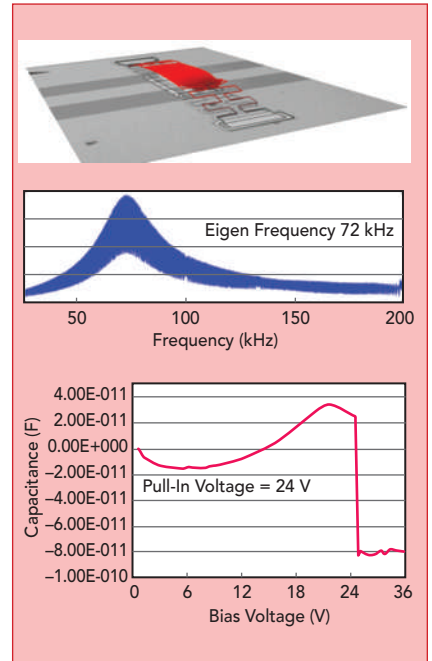 Eigen Frequency 72 kHz
50 100 150 200
Frequency (kHz)
4.00E-011
2.00E-011
0.00E+000
–2.00E-011
–4.00E-011
–6.00E-011
–8.00E-011
–1.00E-010
Capacitance (F)
Pull-In Voltage = 24 V
0 6 12 18 24 36
Bias Voltage (V)